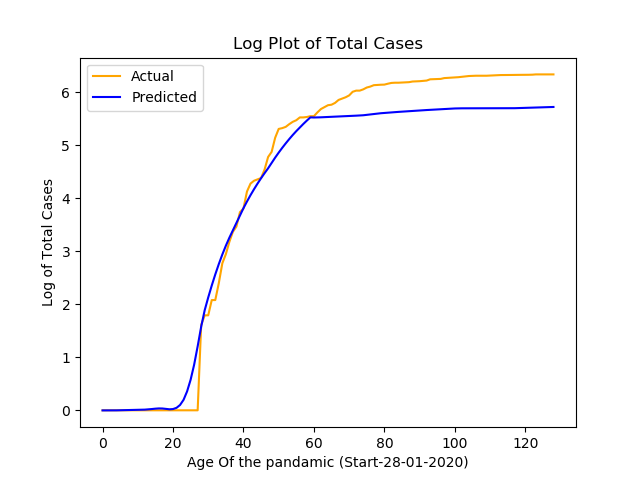 Log Plot of Total Cases
Actual
Predicted
Log of Total Cases
6
5
4
3
2
1
0
0 20 40 60 80 100 120
Age Of the pandamic (Start-28-01-2020)